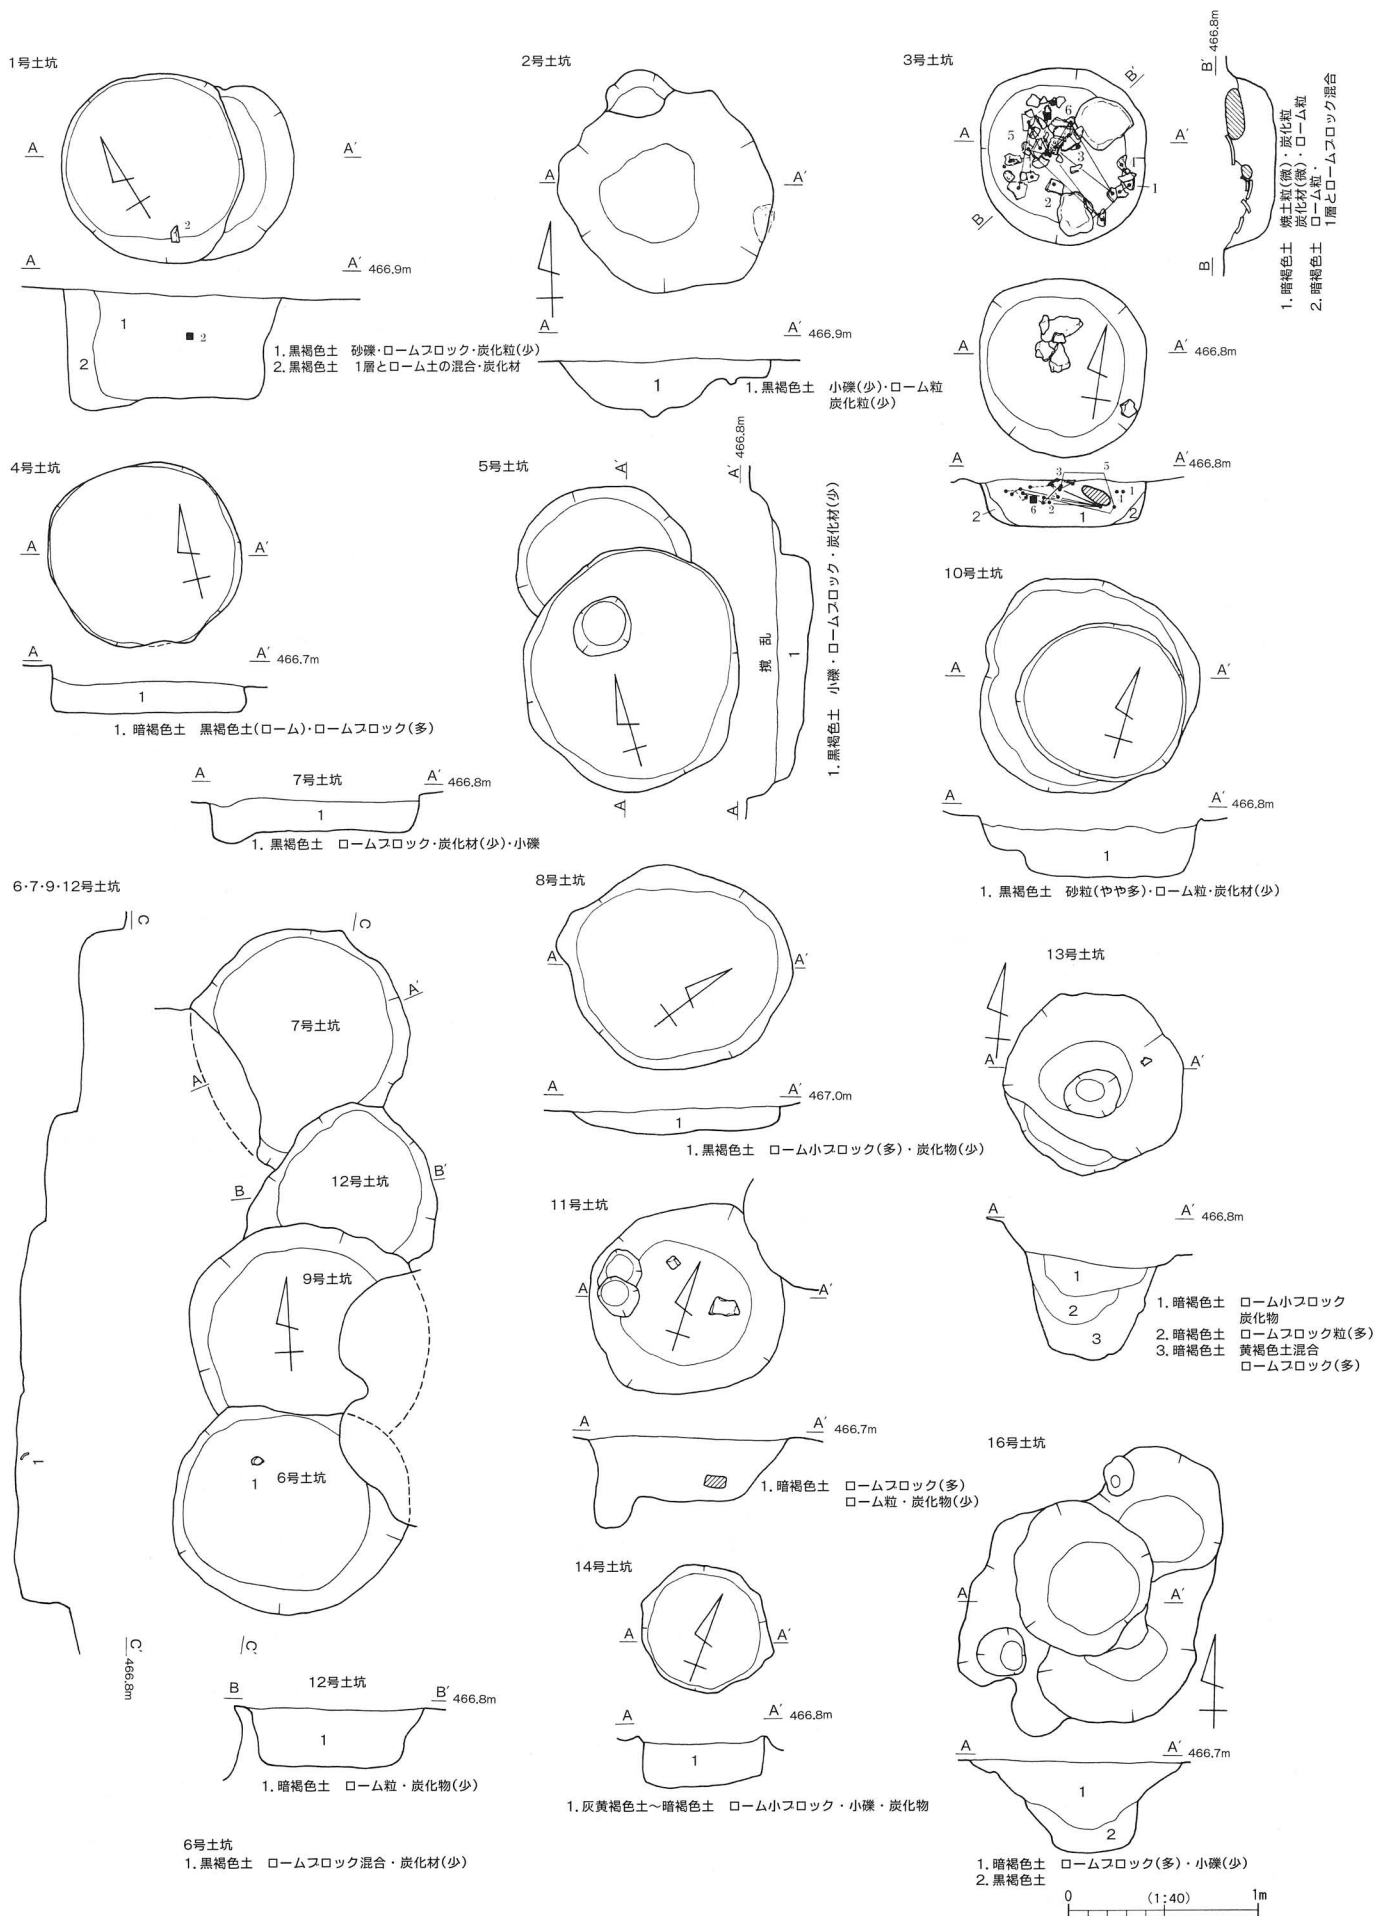 1号土坑
A
A′
2
A
A′ 466.9m
1
2
2
1. 黒褐色土 砂礫・ロームブロック・炭化粒(少)
2. 黒褐色土 1層とローム土の混合・炭化材
2号土坑
A
A′
A
A′ 466.9m
1
1. 黒褐色土 小礫(少)・ローム粒
炭化粒(少)
3号土坑
B′
A
A′
B
5
6
3
2
4
1
B′ 466.8m
B
1. 暗褐色土 焼土粒(微)・炭化粒
炭化材(微)・ローム粒
2. 暗褐色土 ローム粒・
1層とロームブロック混合
A
A′ 466.8m
A
A′ 466.8m
3
5
1
4
6
2
2
1
2
4号土坑
A
A′
A
A′ 466.7m
1
1. 暗褐色土 黒褐色土(ローム)・ロームブロック(多)
5号土坑
A′
A
A′ 466.8m
A
撹乱
1
1. 黒褐色土 小礫・ロームブロック・炭化材(少)
7号土坑
A
A′ 466.8m
1
1. 黒褐色土 ロームブロック・炭化材(少)・小礫
10号土坑
A
A′
A
A′ 466.8m
1
1. 黒褐色土 砂粒(やや多)・ローム粒・炭化材(少)
6・7・9・12号土坑
C
C
7号土坑
A
A′
12号土坑
B
B′
9号土坑
1
6号土坑
1
C′ 466.8m
C′
12号土坑
B
B′ 466.8m
1
1. 暗褐色土 ローム粒・炭化物(少)
6号土坑
1. 黒褐色土 ロームブロック混合・炭化材(少)
8号土坑
A
A′
A
A′ 467.0m
1
1. 黒褐色土 ローム小ブロック(多)・炭化物(少)
11号土坑
A
A′
A
A′ 466.7m
1. 暗褐色土 ロームブロック(多)
ローム粒・炭化物(少)
13号土坑
A
A′
A
A′ 466.8m
1
2
3
1. 暗褐色土 ローム小ブロック
炭化物
2. 暗褐色土 ロームブロック粒(多)
3. 暗褐色土 黄褐色土混合
ロームブロック(多)
14号土坑
A
A′
A
A′ 466.8m
1
1. 灰黄褐色土～暗褐色土 ローム小ブロック・小礫・炭化物
16号土坑
A
A′
A
A′ 466.7m
1
2
1. 暗褐色土 ロームブロック(多)・小礫(少)
2. 黒褐色土
0 (1:40) 1m